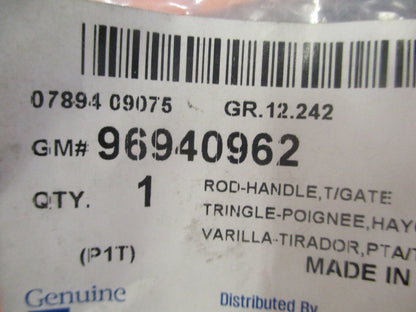 07894 09075 GR.12.242
GM# 96940962
QTY. 1 ROD-HANDLE,T/GATE
TRINGLE-POIGNEE,HAYO
VARILLA-TIRADOR,PTA/T
(P1T) MADE IN
Genuine Distributed By